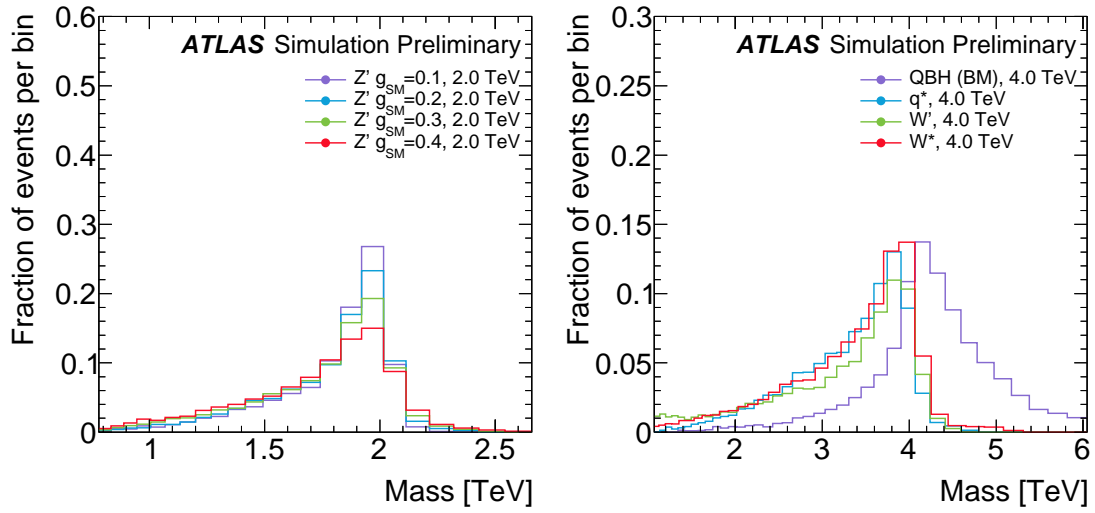 Fraction of events per bin
0.6
0.5
0.4
0.3
0.2
0.1
0
ATLAS Simulation Preliminary
Z' gSM=0.1, 2.0 TeV
Z' gSM=0.2, 2.0 TeV
Z' gSM=0.3, 2.0 TeV
Z' gSM=0.4, 2.0 TeV
1 1.5 2 2.5
Mass [TeV]
Fraction of events per bin
0.3
0.25
0.2
0.15
0.1
0.05
0
ATLAS Simulation Preliminary
QBH (BM), 4.0 TeV
q*, 4.0 TeV
W', 4.0 TeV
W*, 4.0 TeV
2 3 4 5 6
Mass [TeV]